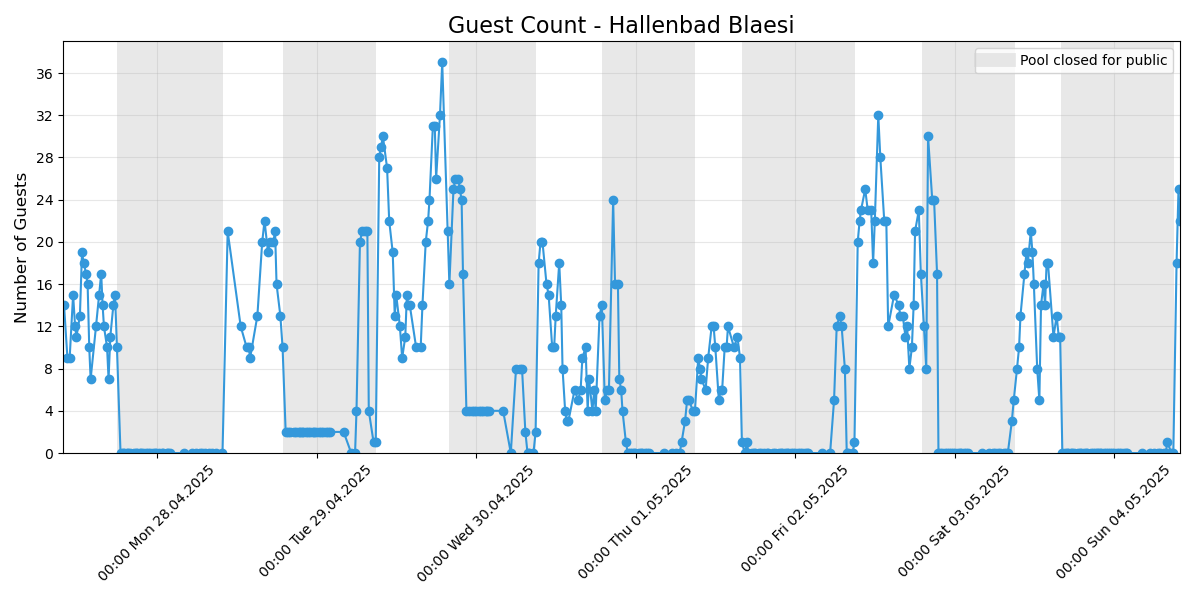 Guest Count - Hallenbad Blaesi
Pool closed for public
Number of Guests
36
32
28
24
20
16
12
8
4
0
00:00 Mon 28.04.2025
00:00 Tue 29.04.2025
00:00 Wed 30.04.2025
00:00 Thu 01.05.2025
00:00 Fri 02.05.2025
00:00 Sat 03.05.2025
00:00 Sun 04.05.2025